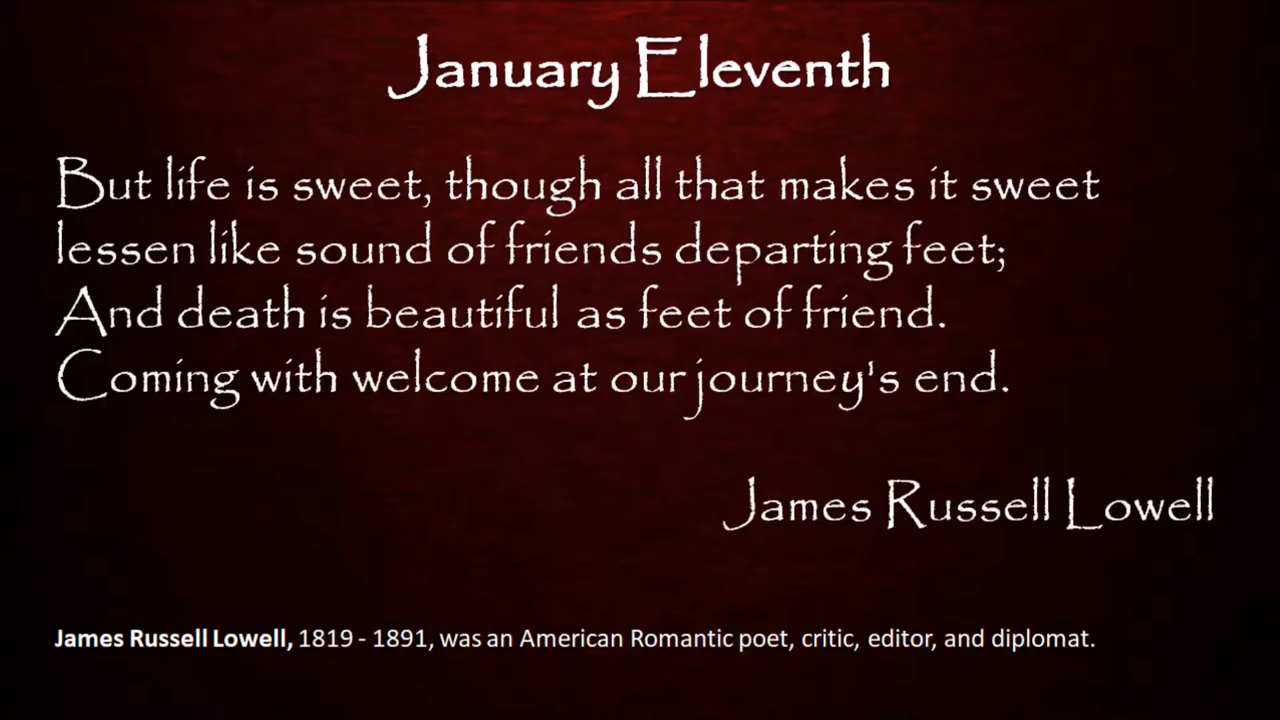 January Eleventh
But life is sweet, though all that makes it sweet
lessen like sound of friends departing feet;
And death is beautiful as feet of friend.
Coming with welcome at our journey's end.
James Russell Lowell
James Russell Lowell, 1819 - 1891, was an American Romantic poet, critic, editor, and diplomat.